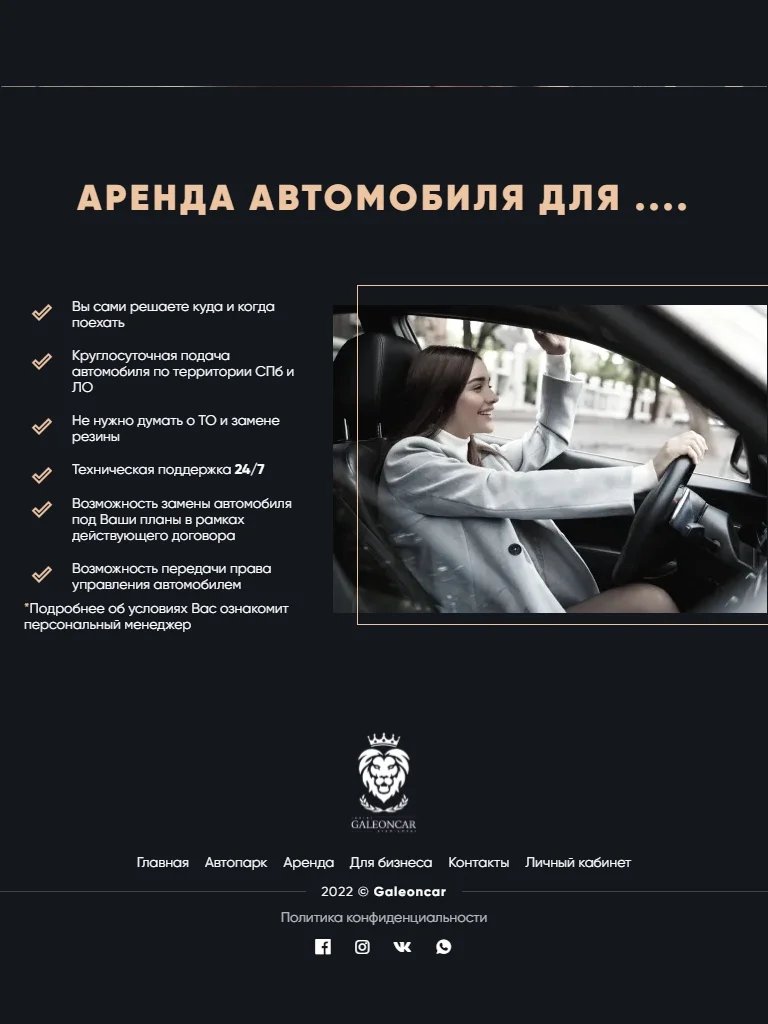 АРЕНДА АВТОМОБИЛЯ ДЛЯ ....
Вы сами решаете куда и когда
поехать
Круглосуточная подача
автомобиля по территории СПб и
ЛО
Не нужно думать о ТО и замене
резины
Техническая поддержка 24/7
Возможность замены автомобиля
под Ваши планы в рамках
действующего договора
Возможность передачи права
управления автомобилем
*Подробнее об условиях Вас ознакомит
персональный менеджер
GALEONCAR
Главная Автопарк Аренда Для бизнеса Контакты Личный кабинет
2022 © Galeoncar
Политика конфиденциальности